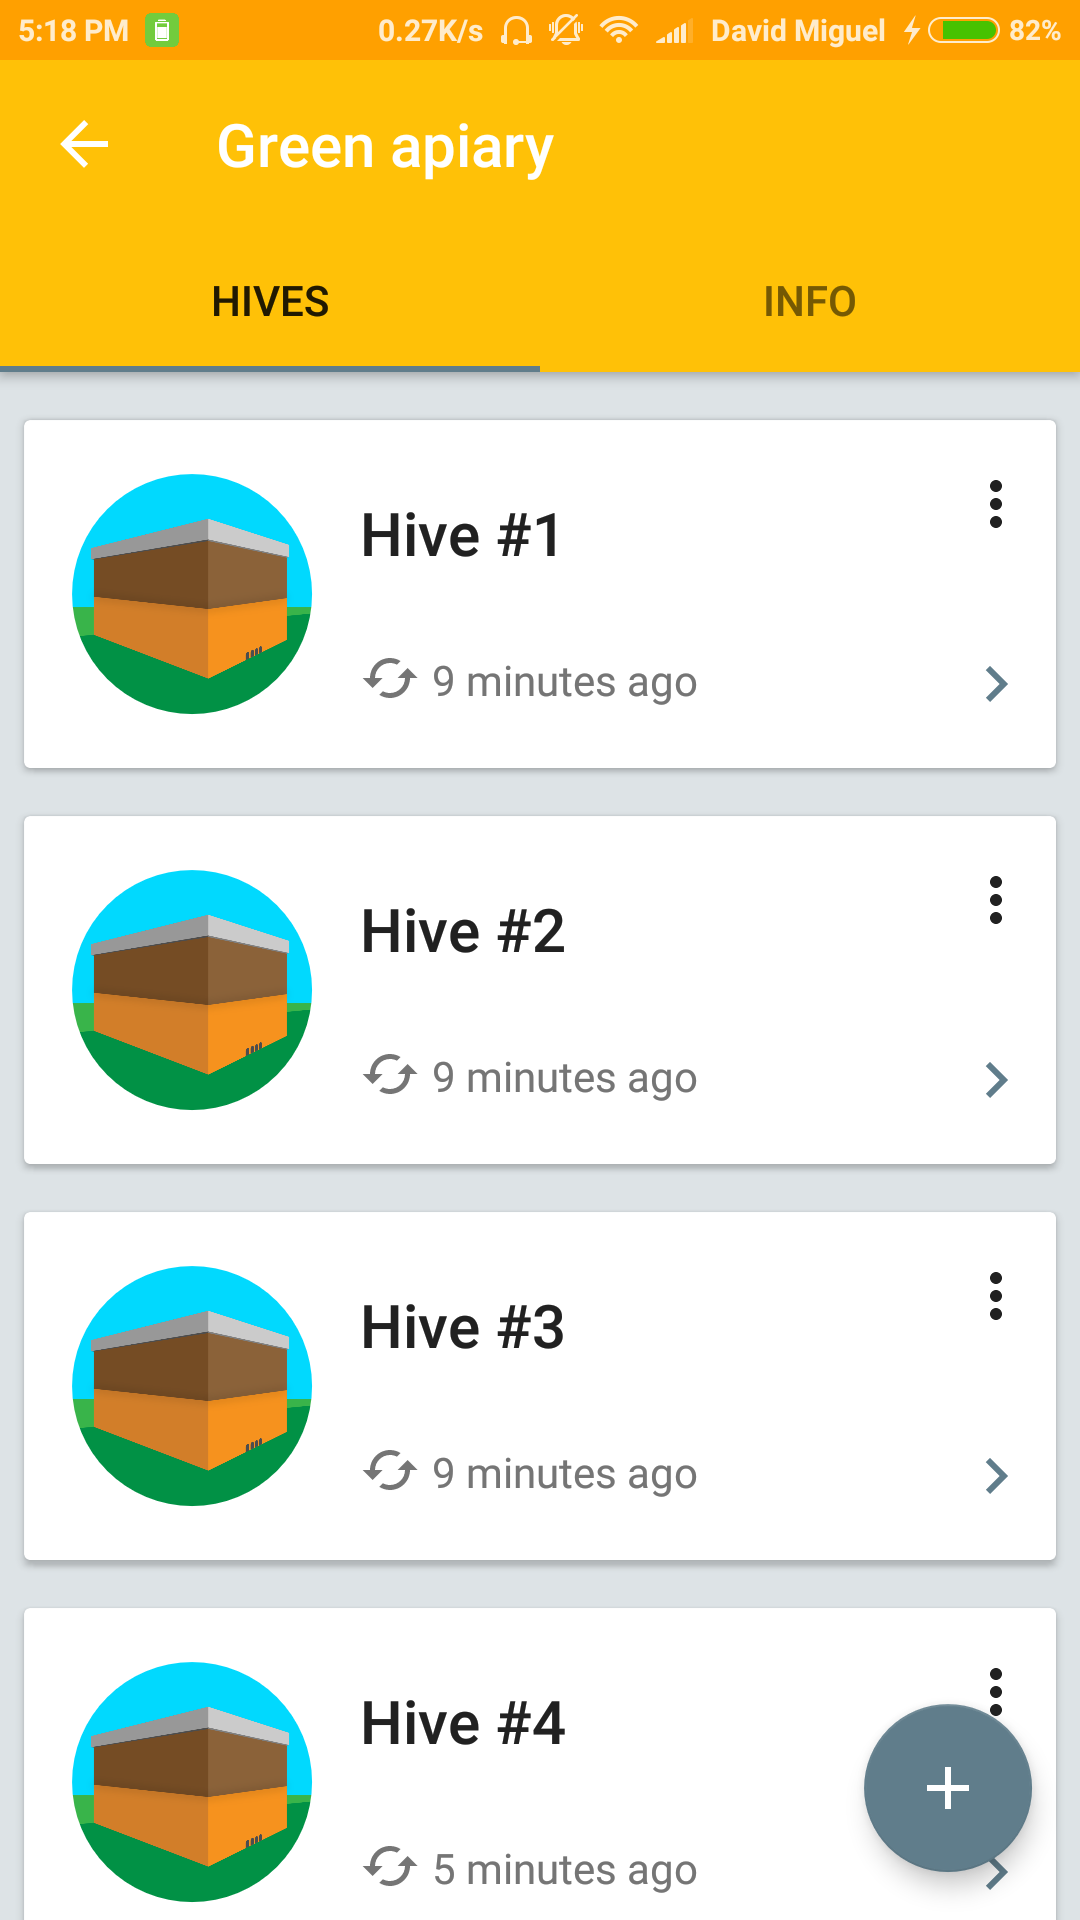 5:18 PM 0.27K/s David Miguel 82%
Green apiary
HIVES INFO
Hive #1
9 minutes ago
Hive #2
9 minutes ago
Hive #3
9 minutes ago
Hive #4
5 minutes ago